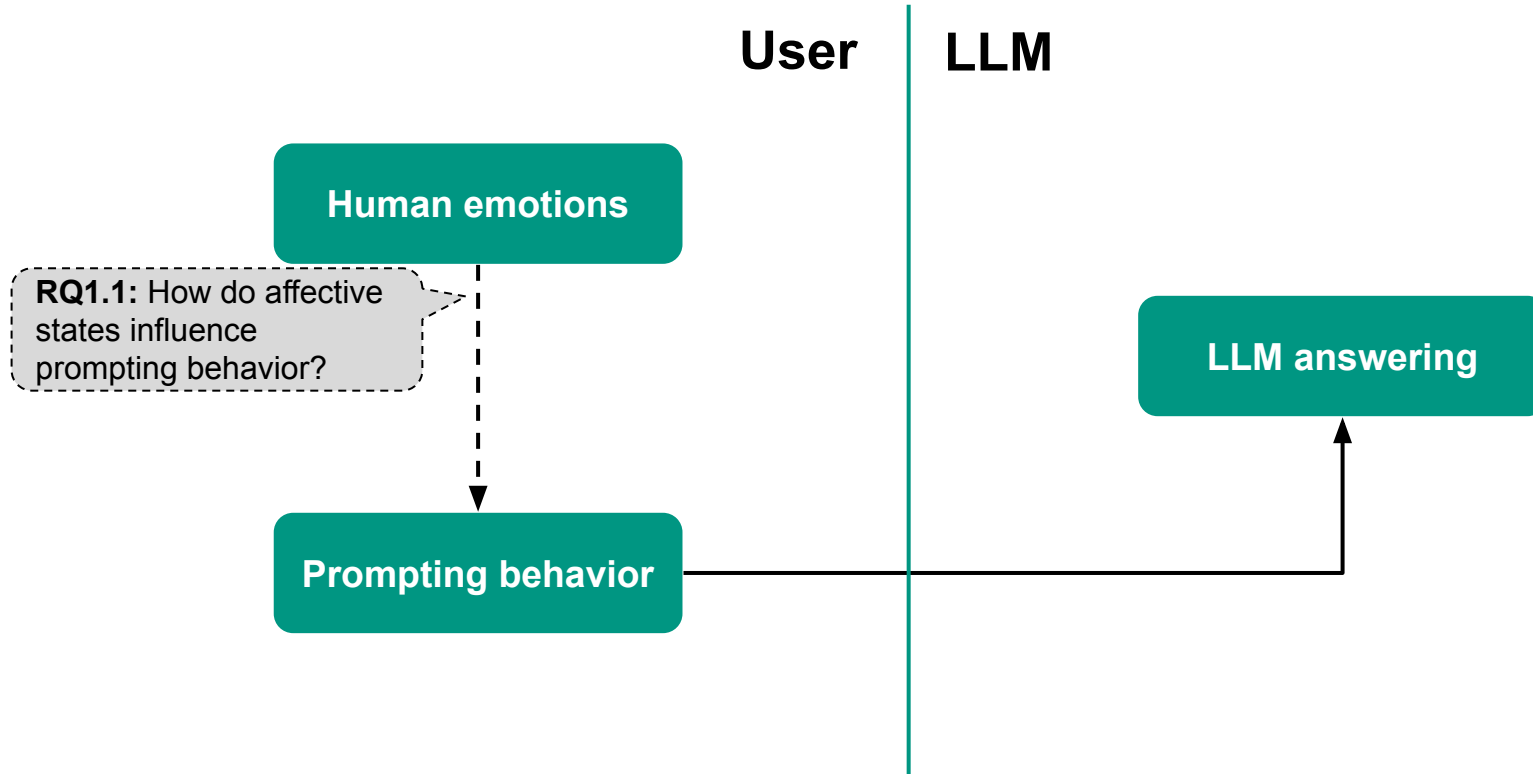 User
LLM
Human emotions
RQ1.1: How do affective
states influence
prompting behavior?
LLM answering
Prompting behavior